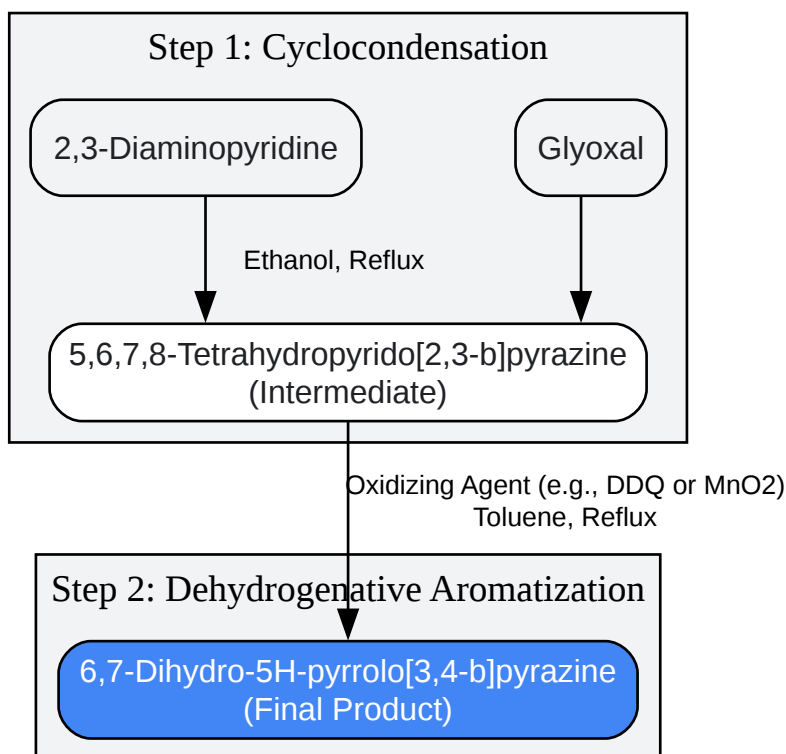 Step 1: Cyclocondensation
2,3-Diaminopyridine
Glyoxal
Ethanol, Reflux
5,6,7,8-Tetrahydropyrido[2,3-b]pyrazine
(Intermediate)
Oxidizing Agent (e.g., DDQ or MnO2)
Toluene, Reflux
Step 2: Dehydrogenative Aromatization
6,7-Dihydro-5H-pyrrolo[3,4-b]pyrazine
(Final Product)